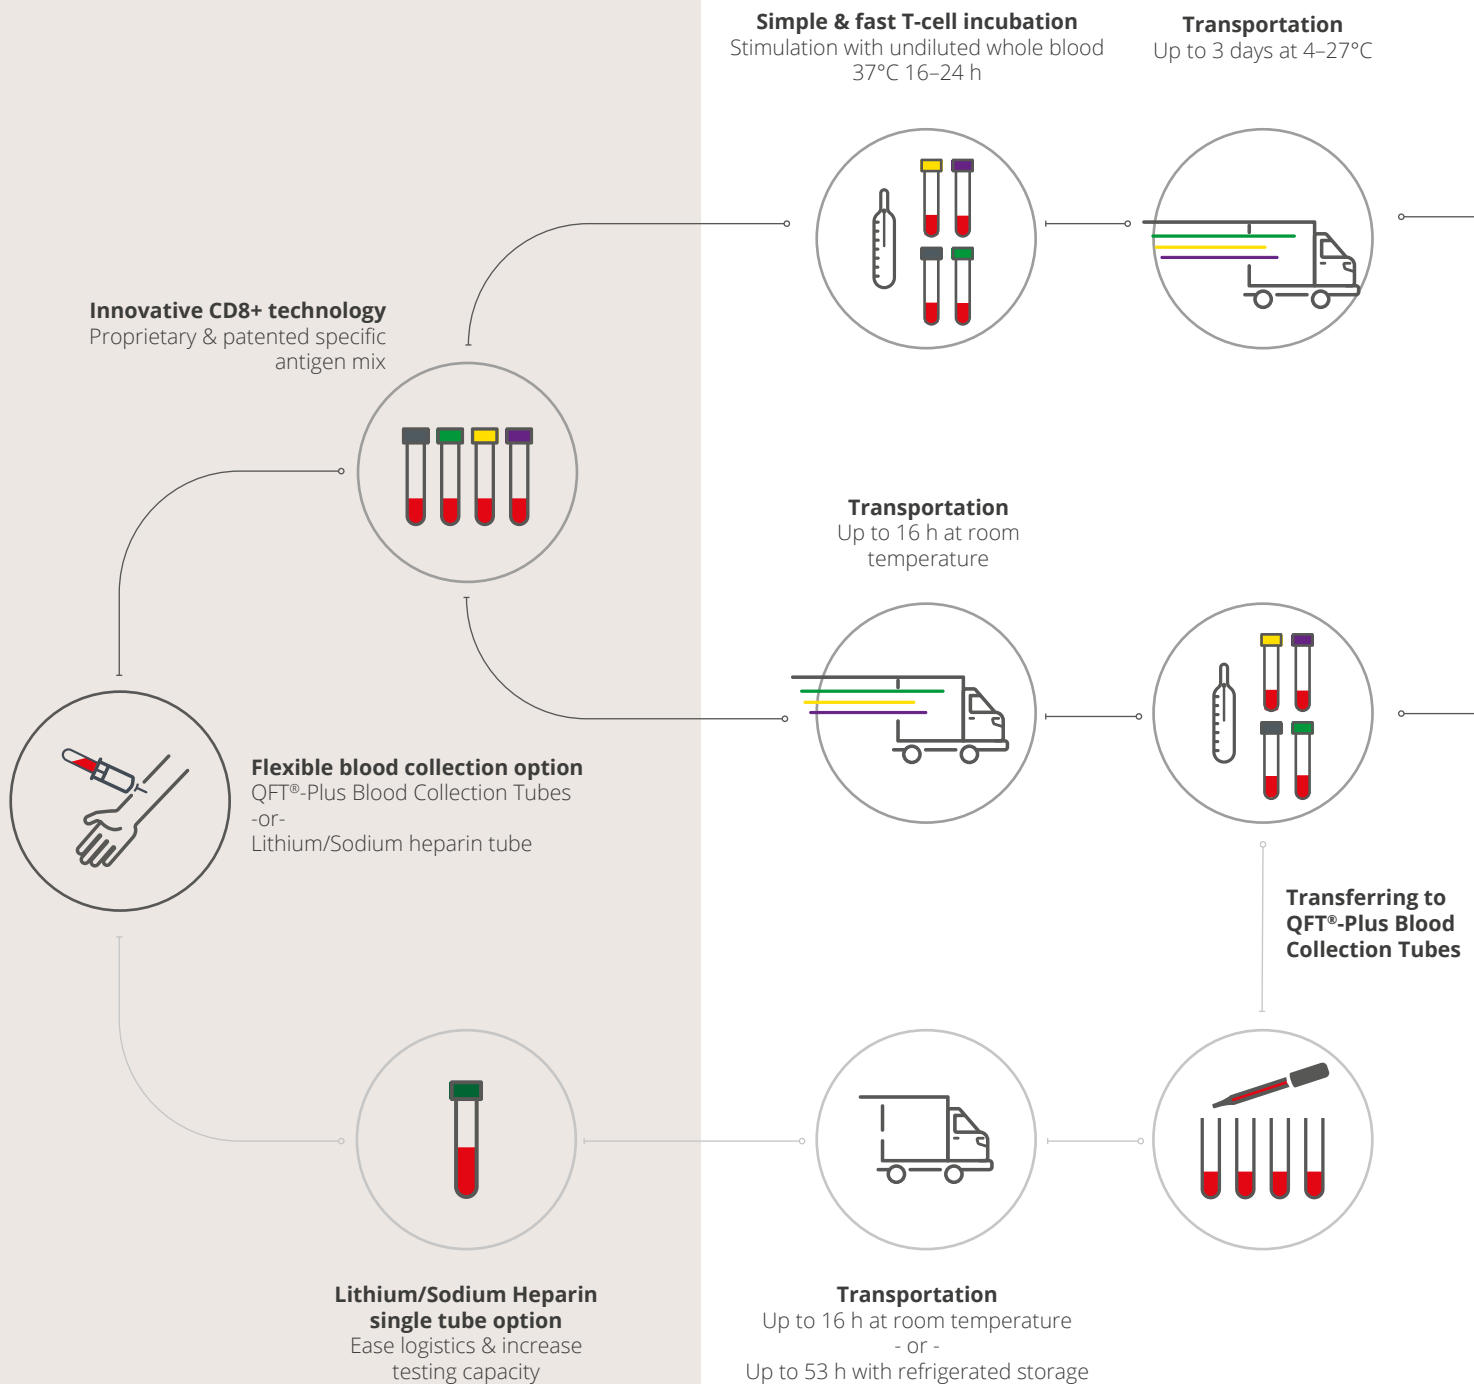 Simple & fast T-cell incubation
Stimulation with undiluted whole blood
37°C 16–24 h
Transportation
Up to 3 days at 4–27°C
Innovative CD8+ technology
Proprietary & patented specific
antigen mix
Transportation
Up to 16 h at room
temperature
Flexible blood collection option
QFT®-Plus Blood Collection Tubes
-or-
Lithium/Sodium heparin tube
Transferring to
QFT®-Plus Blood
Collection Tubes
Lithium/Sodium Heparin
single tube option
Ease logistics & increase
testing capacity
Transportation
Up to 16 h at room temperature
- or -
Up to 53 h with refrigerated storage